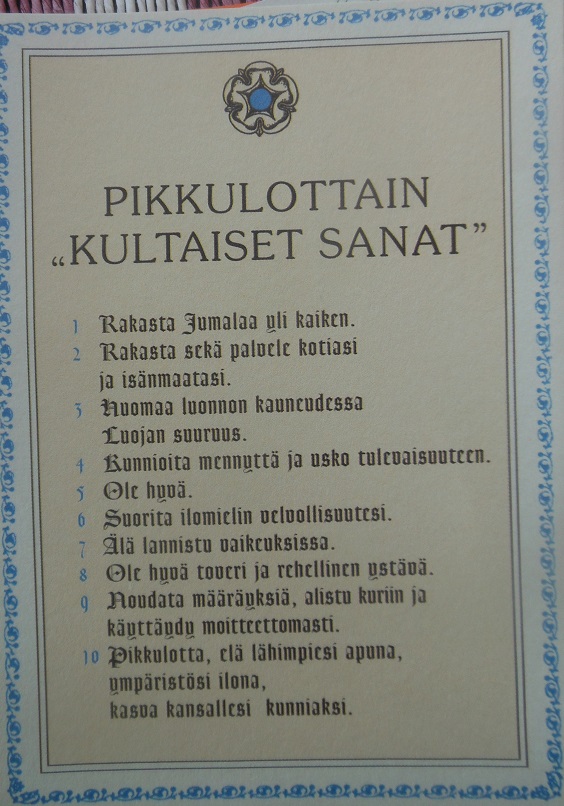 PIKKULOTTAIN
„KULTAISET SANAT”
1 Rakasta Jumalaa yli kaiken.
2 Rakasta sekä palvele kotiasi
ja isänmaatasi.
3 Huomaa luonnon kauneudessa
Luojan suuruus.
4 Kunnioita mennyttä ja usko tulevaisuuteen.
5 Ole hyvä.
6 Suorita ilomielin velvollisuutesi.
7 Älä lannistu vaikeuksissa.
8 Ole hyvä toveri ja rehellinen ystävä.
9 Noudata määräyksiä, alistu kuriin ja
käyttäydy moitteettomasti.
10 Pikkulotta, elä lähimpiesi apuna,
ympäristösi ilona,
kasva kansallesi kunniaksi.